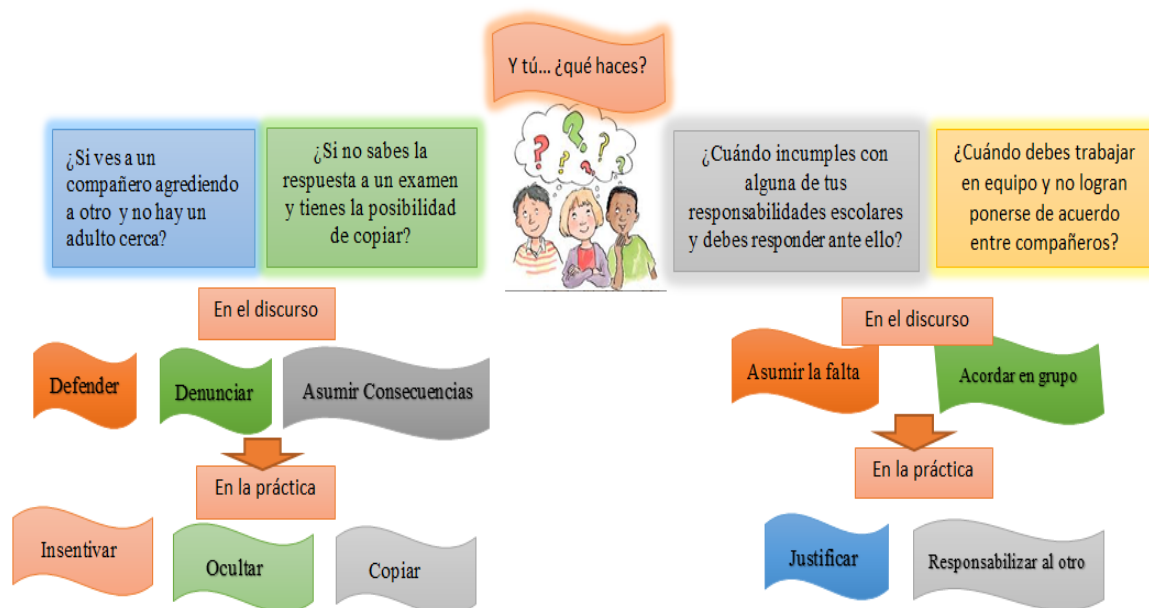 Y tú... ¿qué haces?
¿Si ves a un
compañero agrediendo
a otro y no hay un
adulto cerca?
¿Si no sabes la
respuesta a un examen
y tienes la posibilidad
de copiar?
¿Cuándo incumples con
alguna de tus
responsabilidades escolares
y debes responder ante ello?
¿Cuándo debes trabajar
en equipo y no logran
ponerse de acuerdo
entre compañeros?
En el discurso
Defender
Denunciar
Asumir Consecuencias
En la práctica
Insentivar
Ocultar
Copiar
En el discurso
Asumir la falta
Acordar en grupo
En la práctica
Justificar
Responsabilizar al otro